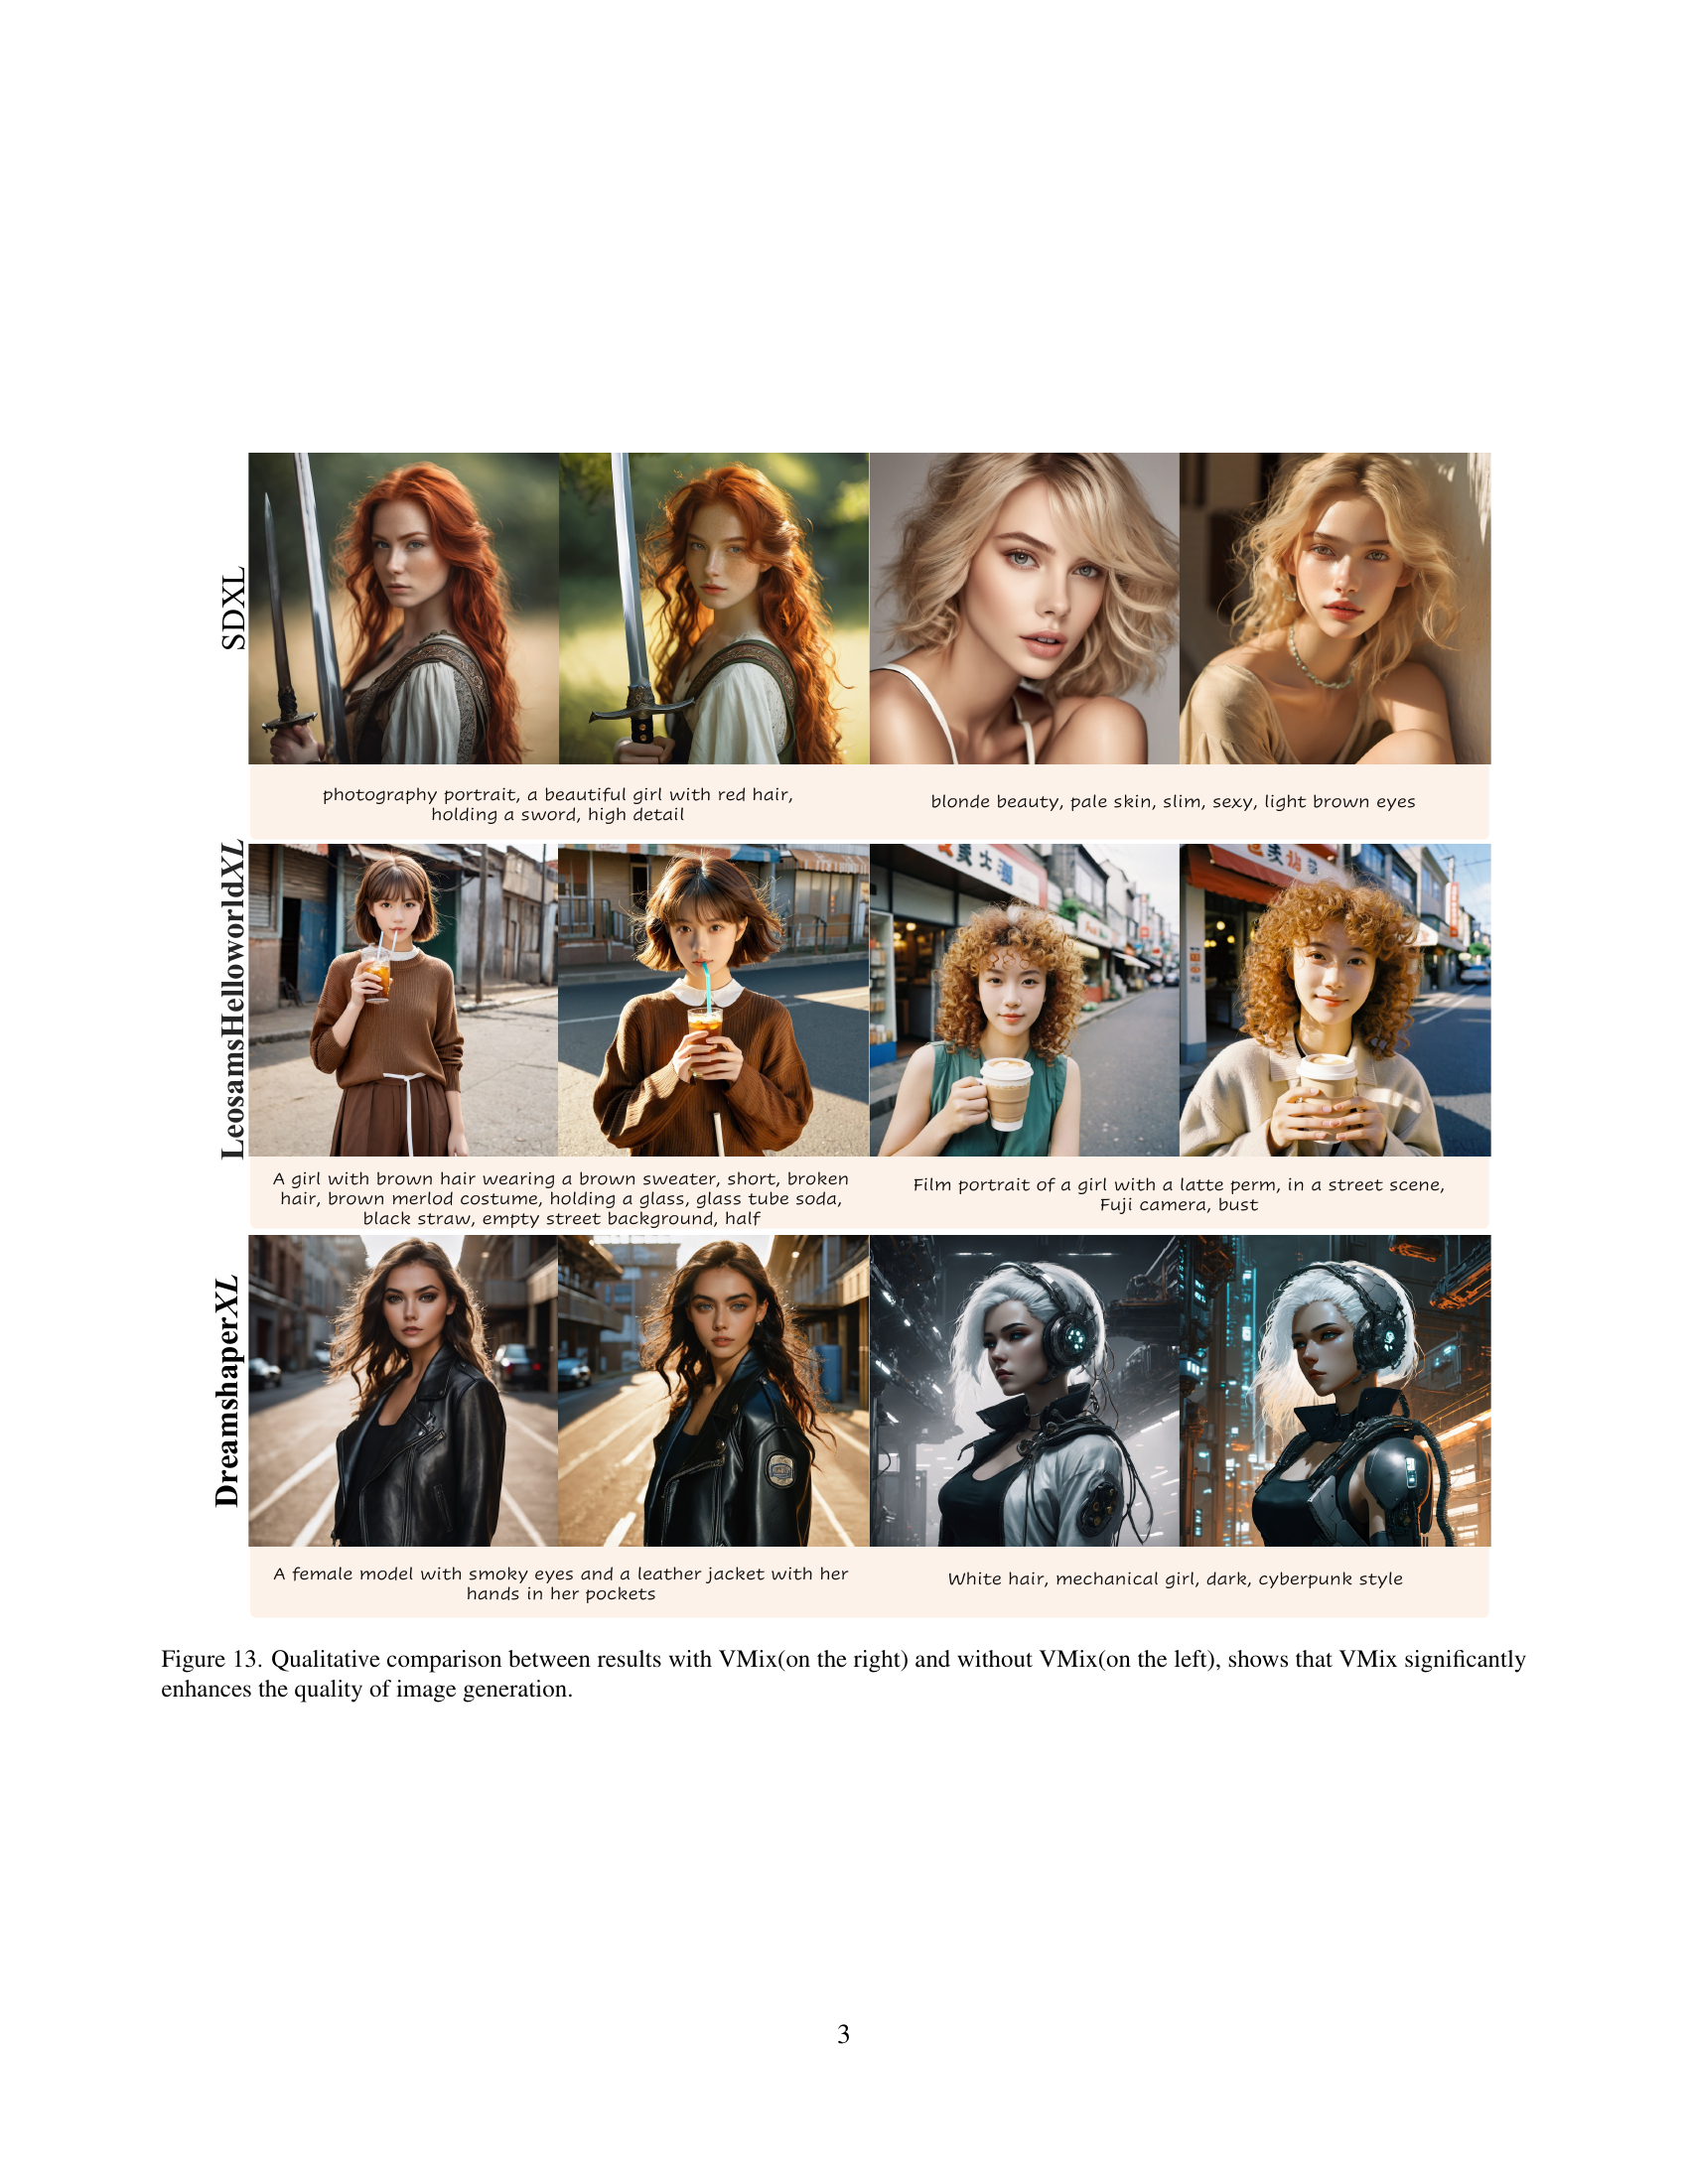 SDXL
photography portrait, a beautiful girl with red hair,
holding a sword, high detail
blonde beauty, pale skin, slim, sexy, light brown eyes
LeosamsHelloworldXL
A girl with brown hair wearing a brown sweater, short, broken
hair, brown merlod costume, holding a glass, glass tube soda,
black straw, empty street background, half
Film portrait of a girl with a latte perm, in a street scene,
Fuji camera, bust
DreamshaperXL
A female model with smoky eyes and a leather jacket with her
hands in her pockets
White hair, mechanical girl, dark, cyberpunk style
Figure 13. Qualitative comparison between results with VMix(on the right) and without VMix(on the left), shows that VMix significantly
enhances the quality of image generation.
3